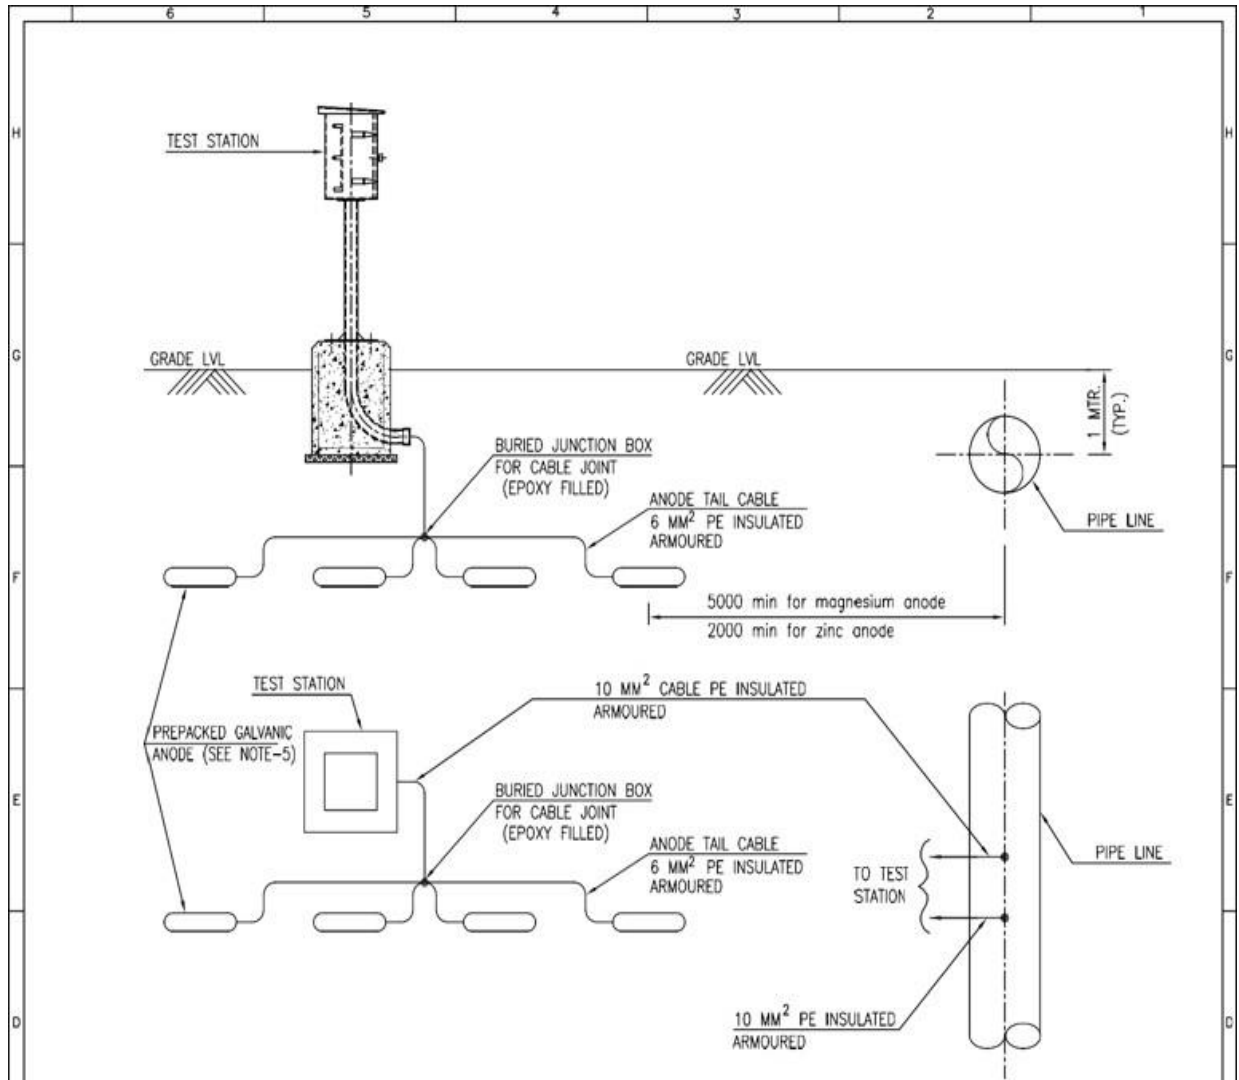 6 5 4 3 2 1
H
TEST STATION
H
G
GRADE LVL
GRADE LVL
G
1 MTR.
(TYP.)
BURIED JUNCTION BOX
FOR CABLE JOINT
(EPOXY FILLED)
ANODE TAIL CABLE
6 MM² PE INSULATED
ARMOURED
PIPE LINE
F
F
5000 min for magnesium anode
2000 min for zinc anode
TEST STATION
10 MM² CABLE PE INSULATED
ARMOURED
PREPACKED GALVANIC
ANODE (SEE NOTE-5)
E
E
BURIED JUNCTION BOX
FOR CABLE JOINT
(EPOXY FILLED)
ANODE TAIL CABLE
6 MM² PE INSULATED
ARMOURED
TO TEST
STATION
PIPE LINE
10 MM² PE INSULATED
ARMOURED
D
D